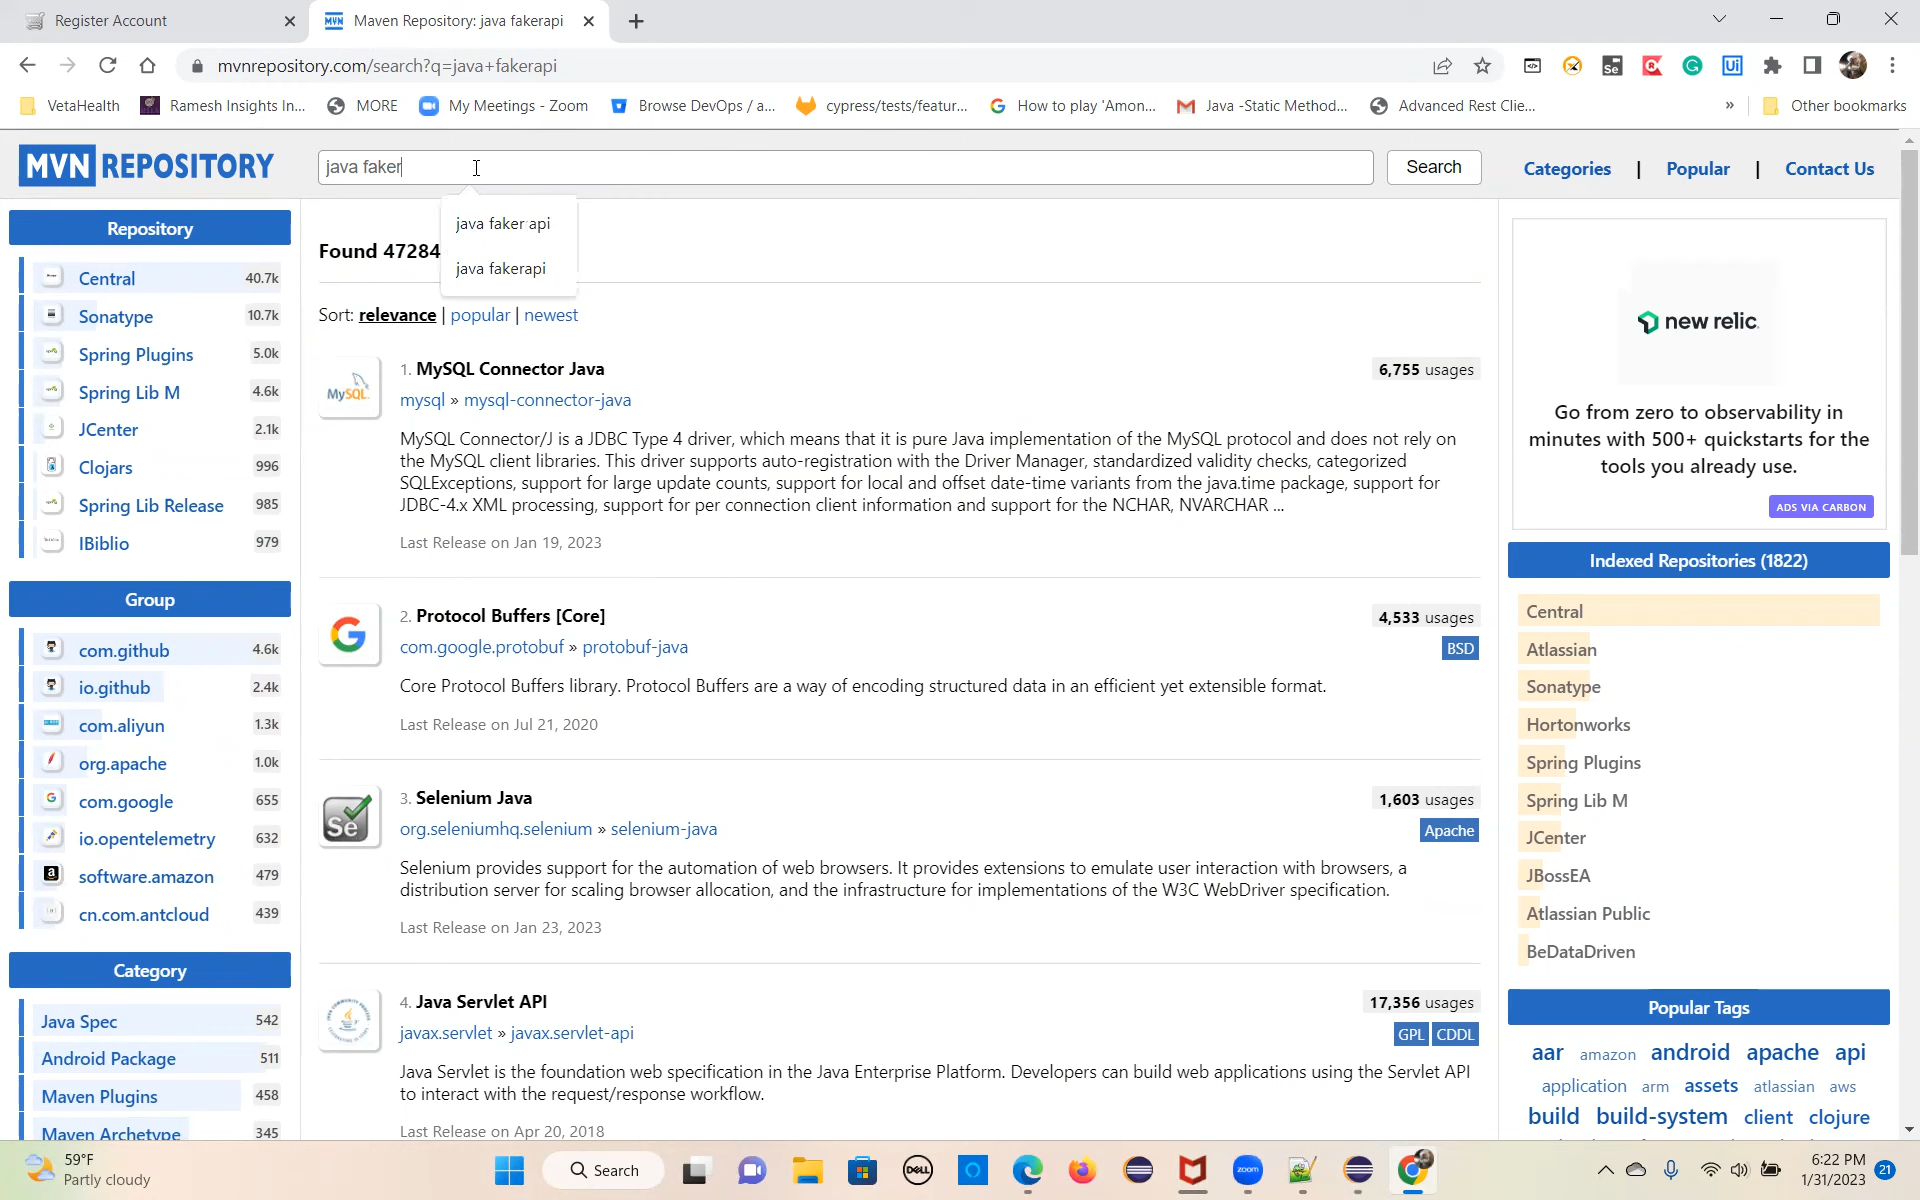 Register Account
Maven Repository: java fakerapi
mvnrepository.com/search?q=java+fakerapi
VetaHealth
Ramesh Insights In...
MORE
My Meetings - Zoom
Browse DevOps / a...
cypress/tests/featur...
How to play 'Amon...
Java -Static Method...
Advanced Rest Clie...
»
Other bookmarks
MVN REPOSITORY
java faker
Search
Categories | Popular | Contact Us
java faker api
java fakerapi
Repository
Central 40.7k
Sonatype 10.7k
Spring Plugins 5.0k
Spring Lib M 4.6k
JCenter 2.1k
Clojars 996
Spring Lib Release 985
IBiblio 979
Group
com.github 4.6k
io.github 2.4k
com.aliyun 1.3k
org.apache 1.0k
com.google 655
io.opentelemetry 632
software.amazon 479
cn.com.antcloud 439
Category
Java Spec 542
Android Package 511
Maven Plugins 458
Maven Archetype 345
Found 47284
Sort: relevance | popular | newest
MySQL
1. MySQL Connector Java
6,755 usages
mysql » mysql-connector-java
MySQL Connector/J is a JDBC Type 4 driver, which means that it is pure Java implementation of the MySQL protocol and does not rely on
the MySQL client libraries. This driver supports auto-registration with the Driver Manager, standardized validity checks, categorized
SQLExceptions, support for large update counts, support for local and offset date-time variants from the java.time package, support for
JDBC-4.x XML processing, support for per connection client information and support for the NCHAR, NVARCHAR ...
Last Release on Jan 19, 2023
2. Protocol Buffers [Core]
4,533 usages
com.google.protobuf » protobuf-java
BSD
Core Protocol Buffers library. Protocol Buffers are a way of encoding structured data in an efficient yet extensible format.
Last Release on Jul 21, 2020
Se
3. Selenium Java
1,603 usages
org.seleniumhq.selenium » selenium-java
Apache
Selenium provides support for the automation of web browsers. It provides extensions to emulate user interaction with browsers, a
distribution server for scaling browser allocation, and the infrastructure for implementations of the W3C WebDriver specification.
Last Release on Jan 23, 2023
4. Java Servlet API
17,356 usages
javax.servlet » javax.servlet-api
GPL CDDL
Java Servlet is the foundation web specification in the Java Enterprise Platform. Developers can build web applications using the Servlet API
to interact with the request/response workflow.
Last Release on Apr 20, 2018
new relic.
Go from zero to observability in
minutes with 500+ quickstarts for the
tools you already use.
ADS VIA CARBON
Indexed Repositories (1822)
Central
Atlassian
Sonatype
Hortonworks
Spring Plugins
Spring Lib M
JCenter
JBossEA
Atlassian Public
BeDataDriven
Popular Tags
aar amazon android apache api
application arm assets atlassian aws
build build-system client clojure
59°F
Partly cloudy
Search
DELL
zoom
6:22 PM
1/31/2023
21